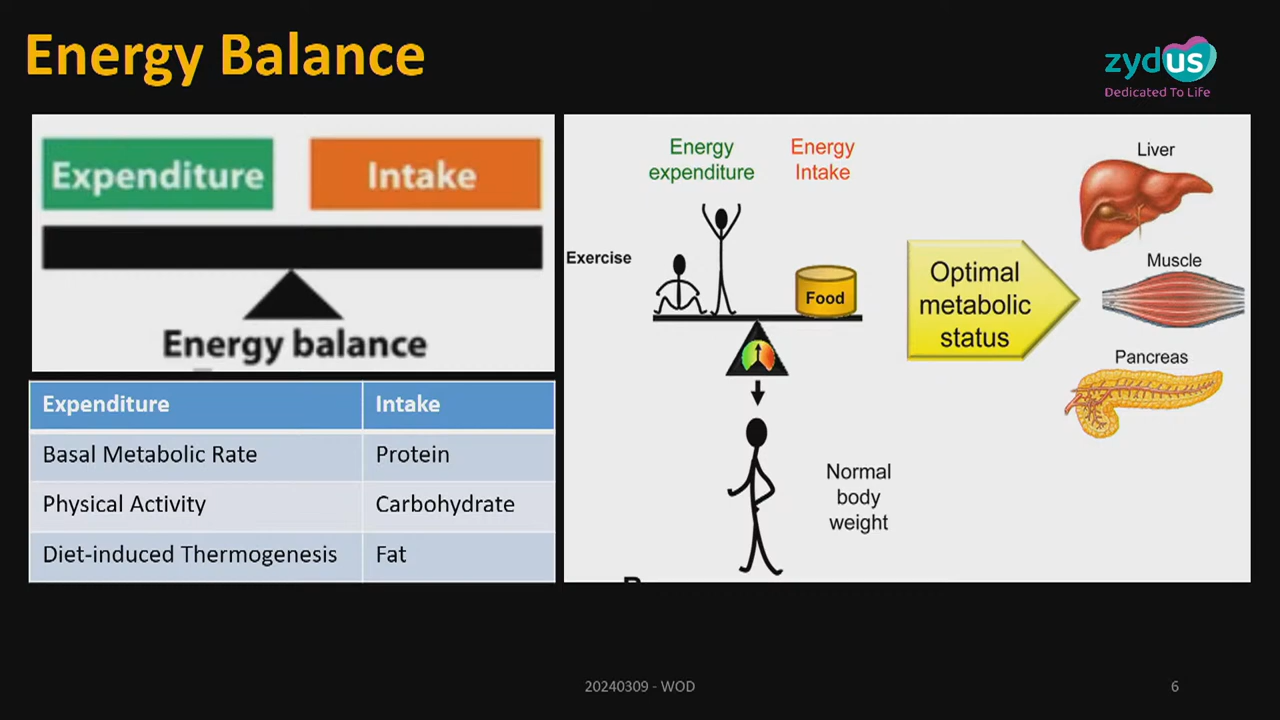 Energy Balance
zydus
Dedicated To Life
Expenditure
Intake
Energy balance
Expenditure Intake
Basal Metabolic Rate Protein
Physical Activity Carbohydrate
Diet-induced Thermogenesis Fat
Energy
expenditure
Energy
Intake
Exercise
Food
Normal
body
weight
Optimal
metabolic
status
Liver
Muscle
Pancreas
20240309 - WOD
6